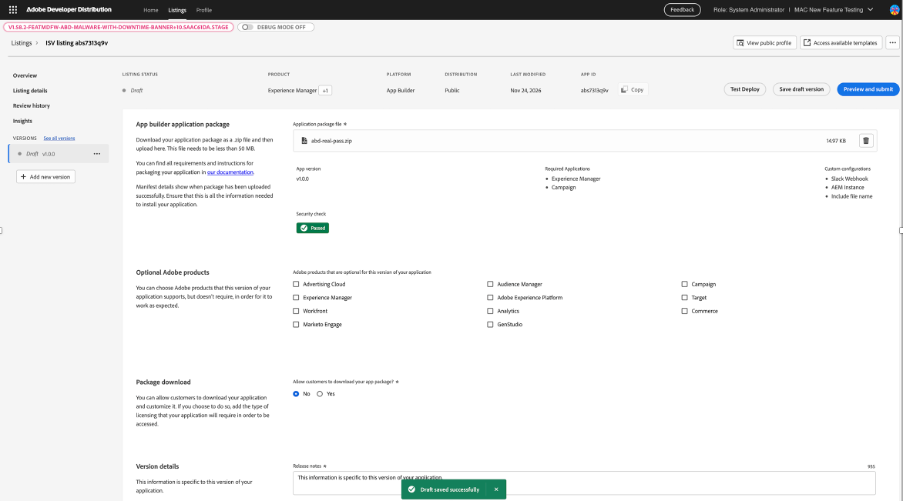 Adobe Developer Distribution Home Listings Profile Feedback Role: System Administrator | MAC New Feature Testing
DEBUG MODE OFF
Listings > ISV listing abs7313q9v View public profile Access available templates
Overview
Listing details
Review history
Insights
VERSIONS See all versions
Draft v1.0.0
+ Add new version
LISTING STATUS PRODUCT PLATFORM DISTRIBUTION LAST MODIFIED APP ID
Draft Experience Manager +3 App Builder Public Nov 24, 2026 abs7313q9v Copy Test Deploy Save draft version Preview and submit
App builder application package
Download your application package as a .zip file and then
upload here. This file needs to be less than 50 MB.
You can find all requirements and instructions for
packaging your application in our documentation.
Manifest details show when package has been uploaded
successfully. Ensure that this is all the information needed
to install your application.
Application package file *
abd-real-pass.zip 14.97 KB
App version
v1.0.0
Required Applications
• Experience Manager
• Campaign
Custom configurations
• Slack Webhook
• AEM Instance
• Include file name
Security check
Passed
Optional Adobe products
You can choose Adobe products that this version of your
application supports, but doesn't require, in order for it to
work as expected.
Adobe products that are optional for this version of your application
Advertising Cloud Audience Manager Campaign
Experience Manager Adobe Experience Platform Target
Workfront Analytics Commerce
Marketo Engage GenStudio
Package download
You can allow customers to download your application
and customize it. If you choose to do so, add the type of
licensing that your application will require in order to be
accessed.
Allow customers to download your app package? *
No Yes
Version details
This information is specific to this version of your
application.
Release notes *
This information is specific to this version of your application.
Draft saved successfully